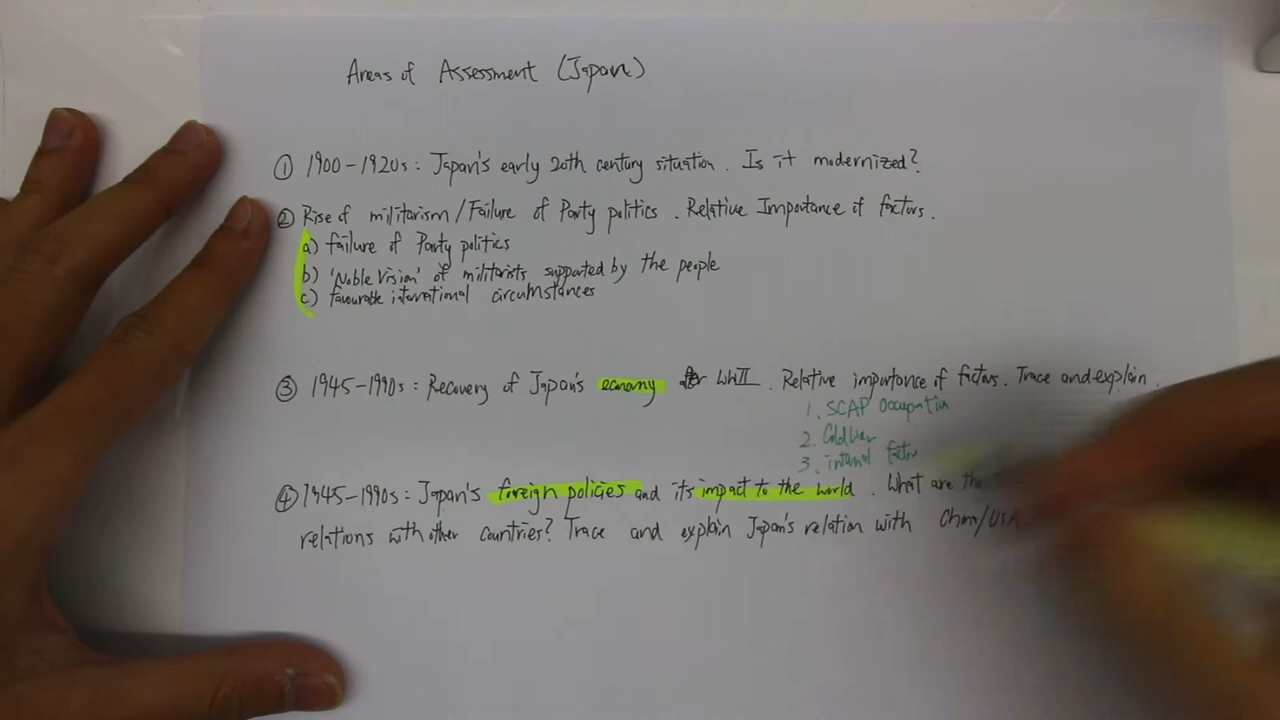 Areas of Assessment (Japan)
① 1900-1920s: Japan's early 20th century situation. Is it modernized?
② Rise of militarism/Failure of Party politics. Relative Importance of factors.
a) failure of Party politics
b) 'Noble Vision' of militarists supported by the people
c) favourable international circumstances
③ 1945-1990s: Recovery of Japan's economy after WWII. Relative importance of factors. Trace and explain.
1. SCAP Occupation
2. Cold War
3. internal factor
④ 1945-1990s: Japan's foreign policies and its impact to the world. What are the
relations with other countries? Trace and explain Japan's relation with China/USA